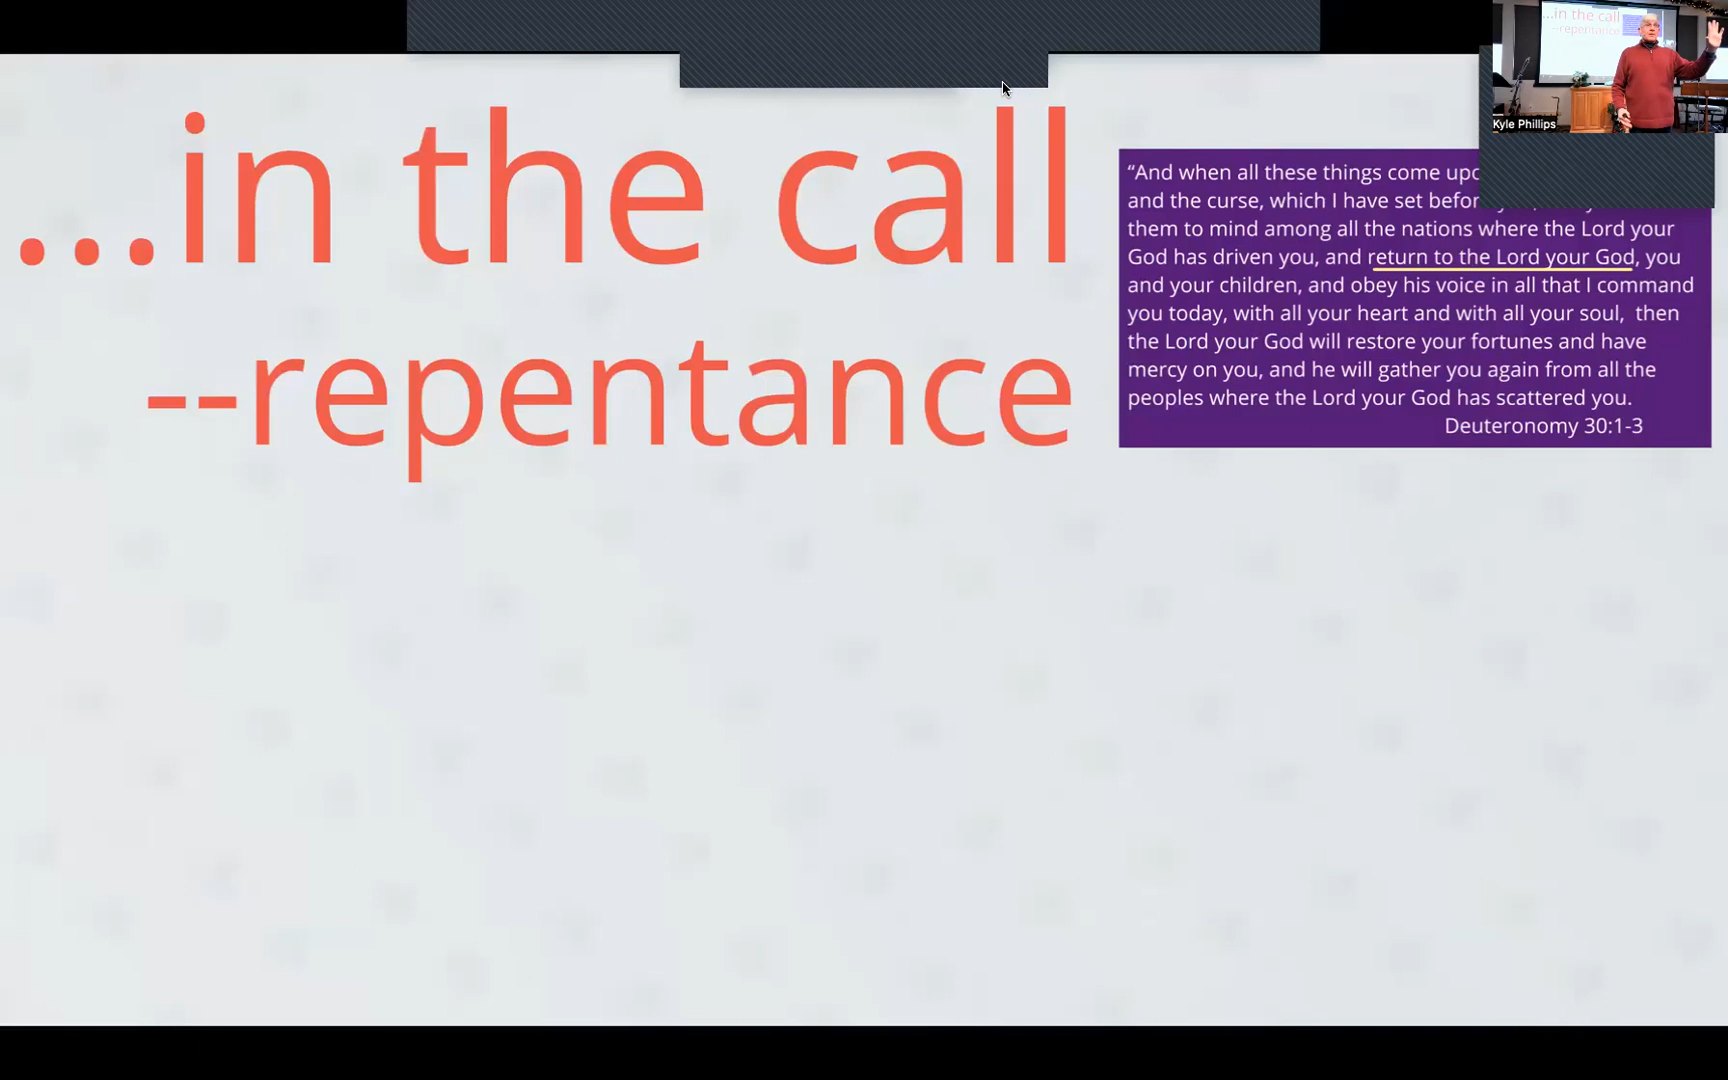 ...in the call
--repentance
“And when all these things come upo
and the curse, which I have set befor
them to mind among all the nations where the Lord your
God has driven you, and return to the Lord your God, you
and your children, and obey his voice in all that I command
you today, with all your heart and with all your soul, then
the Lord your God will restore your fortunes and have
mercy on you, and he will gather you again from all the
peoples where the Lord your God has scattered you.
Deuteronomy 30:1-3
...in the call
--repentance
Kyle Phillips